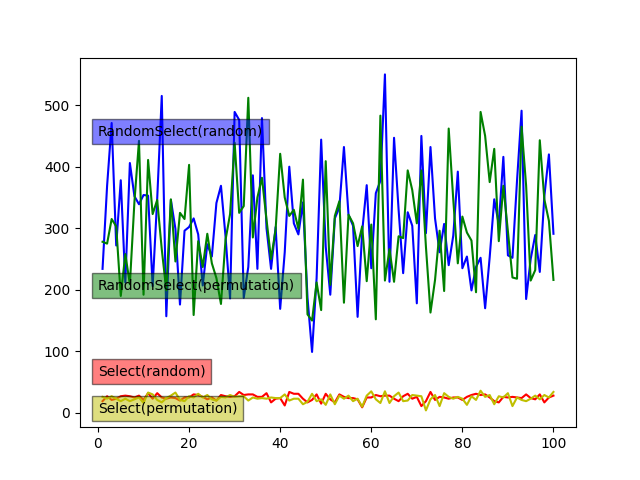 500
RandomSelect(random)
400
300
200
RandomSelect(permutation)
100
Select(random)
0
Select(permutation)
0 20 40 60 80 100